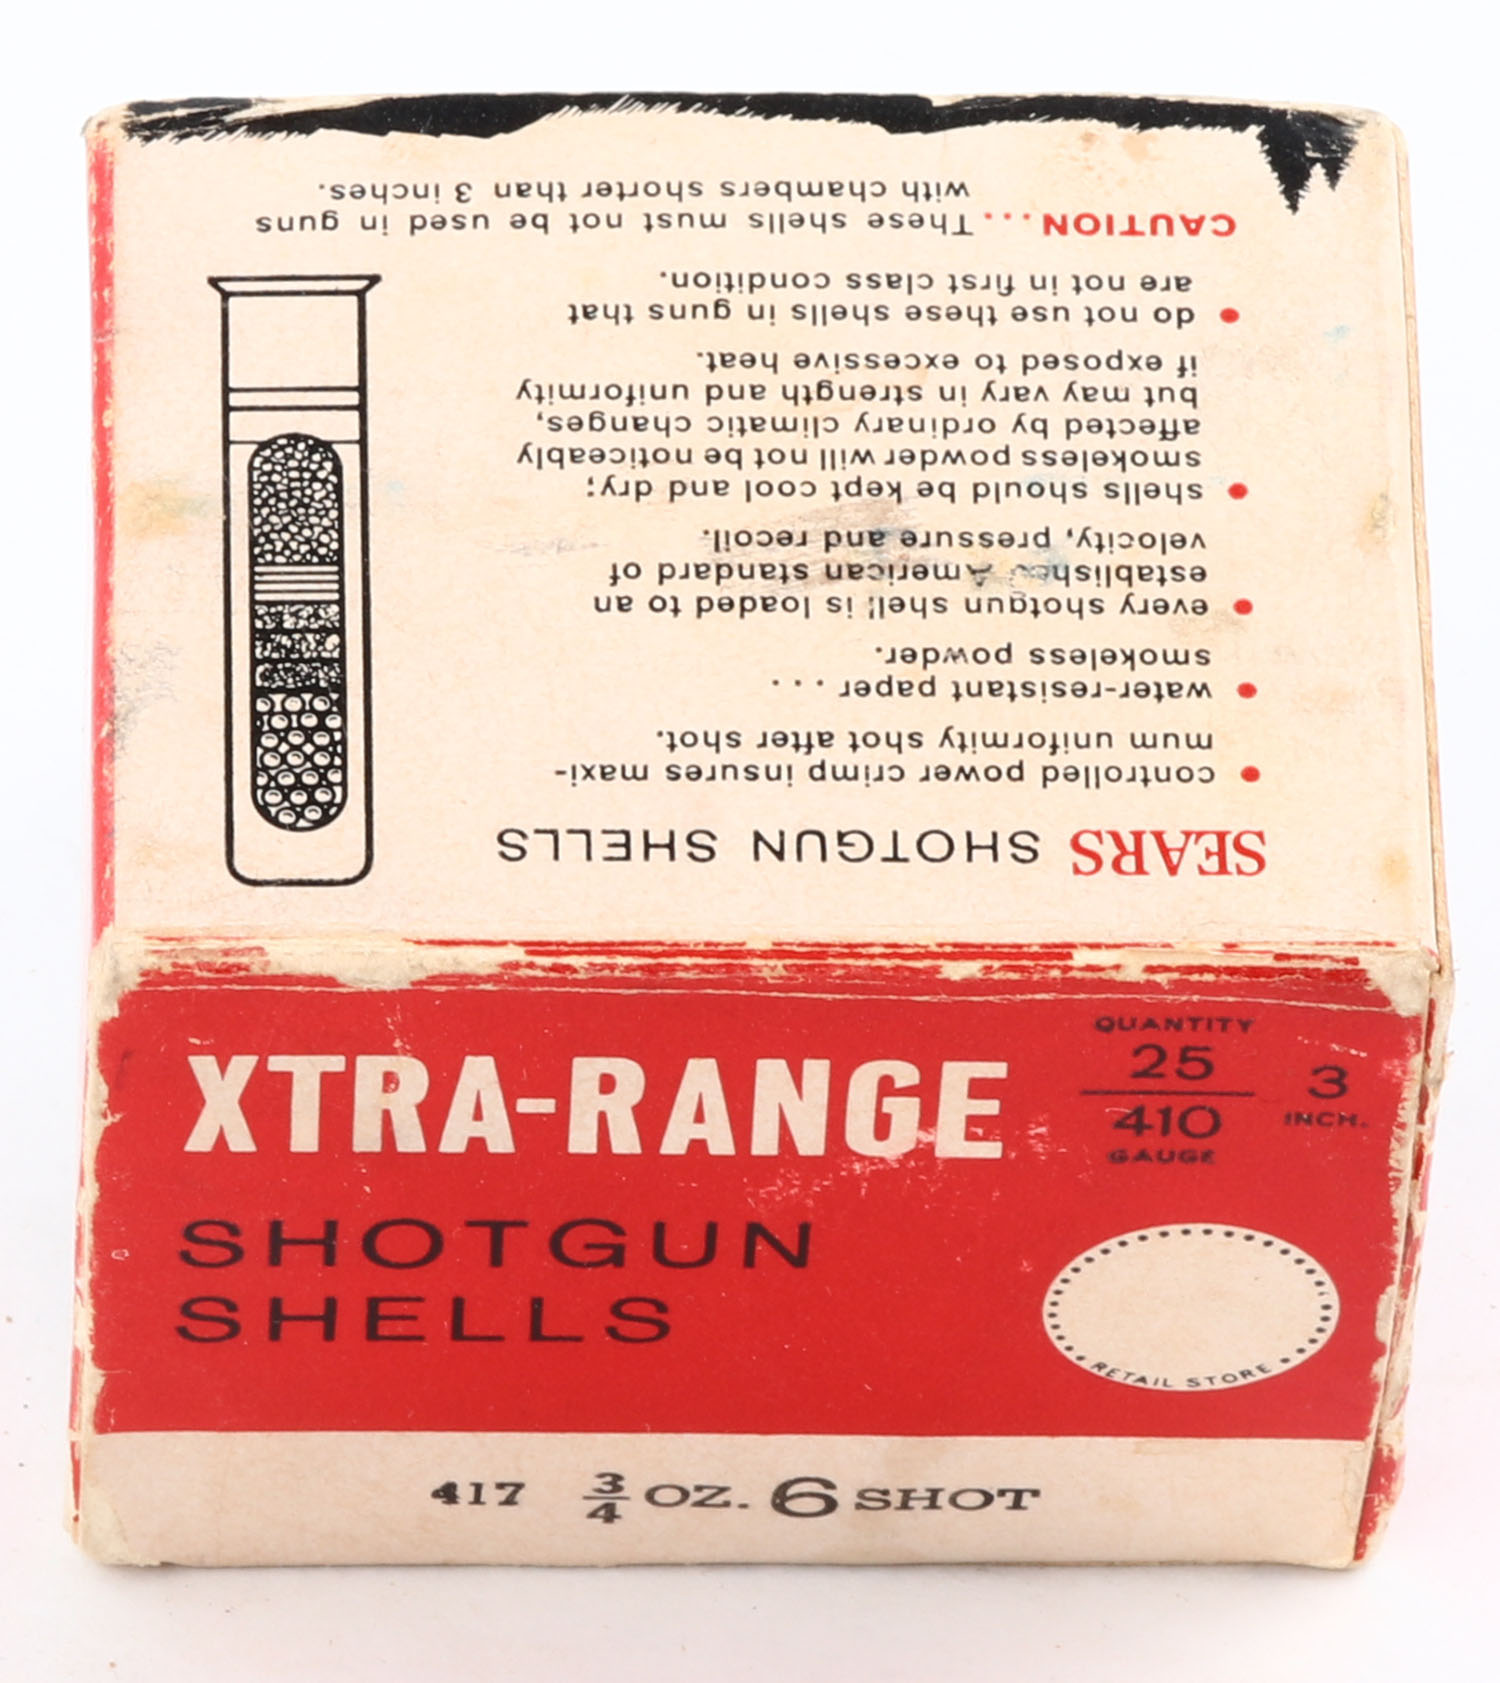 SEARS SHOTGUN SHELLS
• controlled power crimp insures maxi-
mum uniformity shot after shot.
• water-resistant paper ...
smokeless powder.
• every shotgun shell is loaded to an
established American standard of
velocity, pressure and recoil.
• shells should be kept cool and dry;
smokeless powder will not be noticeably
affected by ordinary climatic changes,
but may vary in strength and uniformity
if exposed to excessive heat.
• do not use these shells in guns that
are not in first class condition.
CAUTION...These shells must not be used in guns
with chambers shorter than 3 inches.
XTRA-RANGE
SHOTGUN
SHELLS
QUANTITY
25
410
GAUGE
3
INCH.
RETAIL STORE
417 3/4 OZ. 6 SHOT